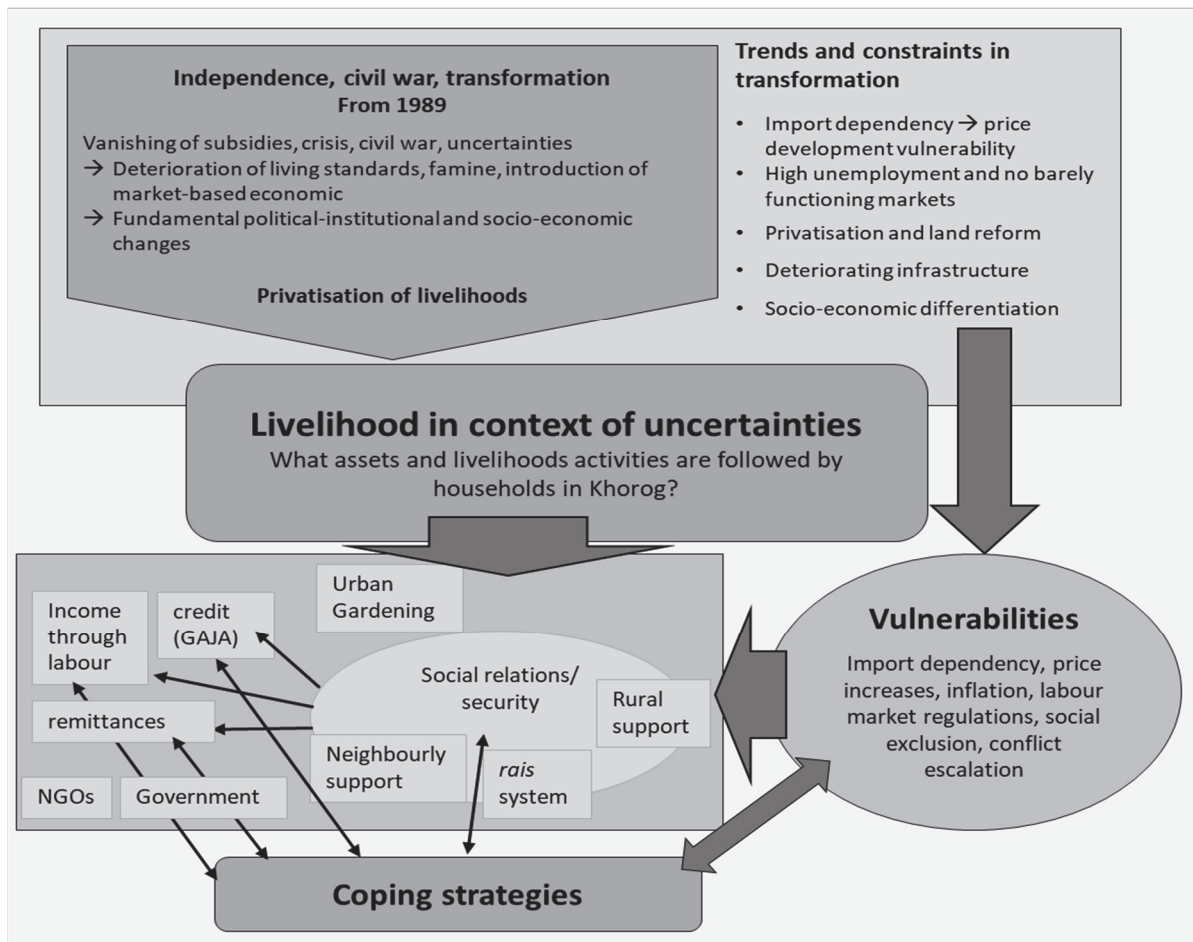 Independence, civil war, transformation
From 1989
Vanishing of subsidies, crisis, civil war, uncertainties
→ Deterioration of living standards, famine, introduction of
market-based economic
→ Fundamental political-institutional and socio-economic
changes
Privatisation of livelihoods
Trends and constraints in
transformation
• Import dependency → price
development vulnerability
• High unemployment and no barely
functioning markets
• Privatisation and land reform
• Deteriorating infrastructure
• Socio-economic differentiation
Livelihood in context of uncertainties
What assets and livelihoods activities are followed by
households in Khorog?
Urban
Gardening
Income
through
labour
credit
(GAJA)
Social relations/
security
Rural
support
remittances
Neighbourly
support
rais
system
NGOs
Government
Vulnerabilities
Import dependency, price
increases, inflation, labour
market regulations, social
exclusion, conflict
escalation
Coping strategies